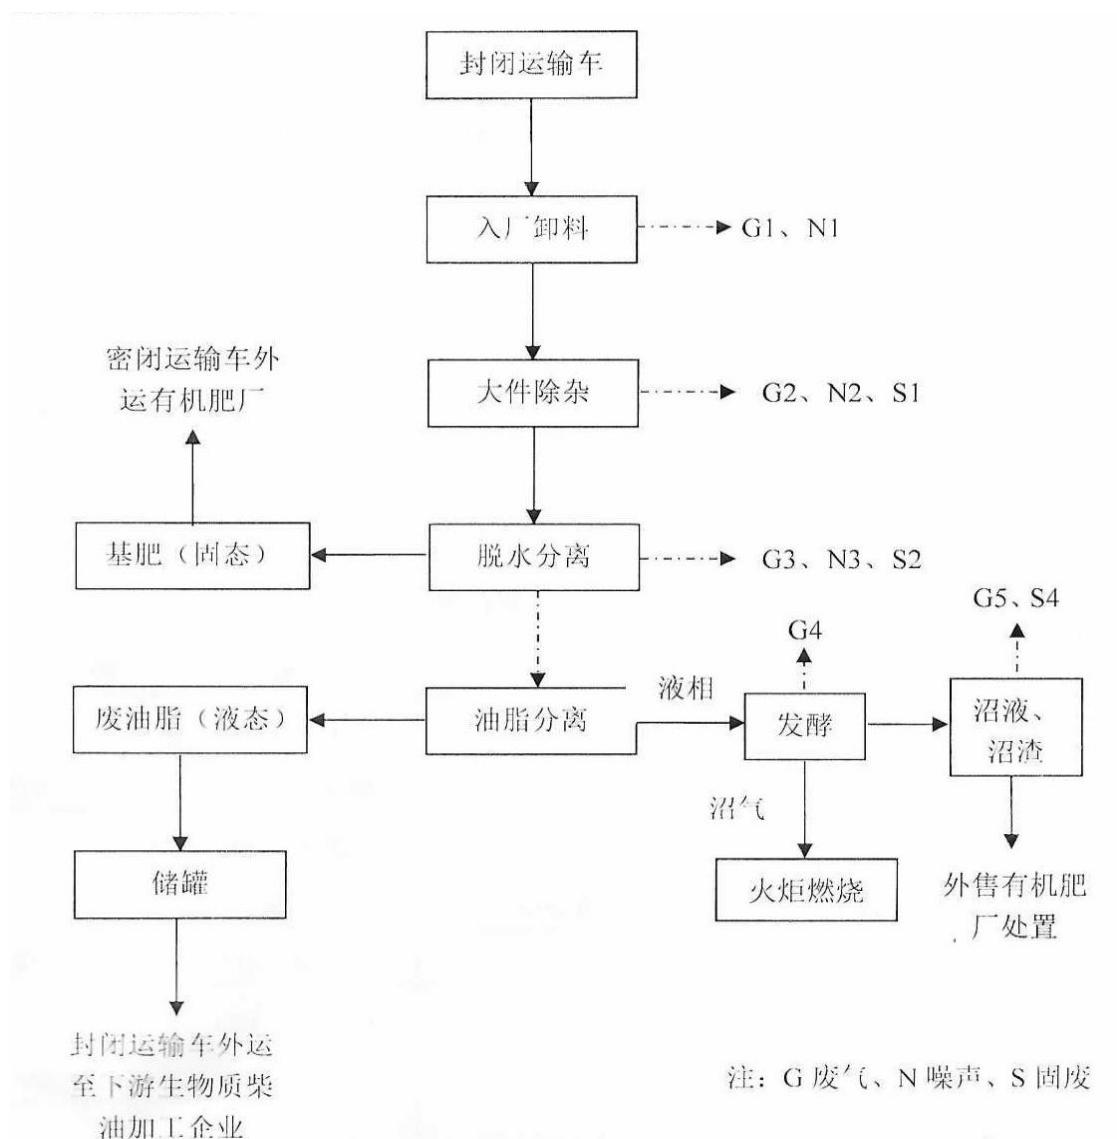 封闭运输车
入厂卸料
G1、N1
密闭运输车外
运有机肥厂
大件除杂
G2、N2、S1
基肥（固态）
脱水分离
G3、N3、S2
G5、S4
G4
废油脂（液态）
油脂分离
液相
发酵
沼液、
沼渣
沼气
储罐
火炬燃烧
外售有机肥
厂处置
封闭运输车外运
至下游生物质柴
油加工企业
注：G 废气、N 噪声、S 固废